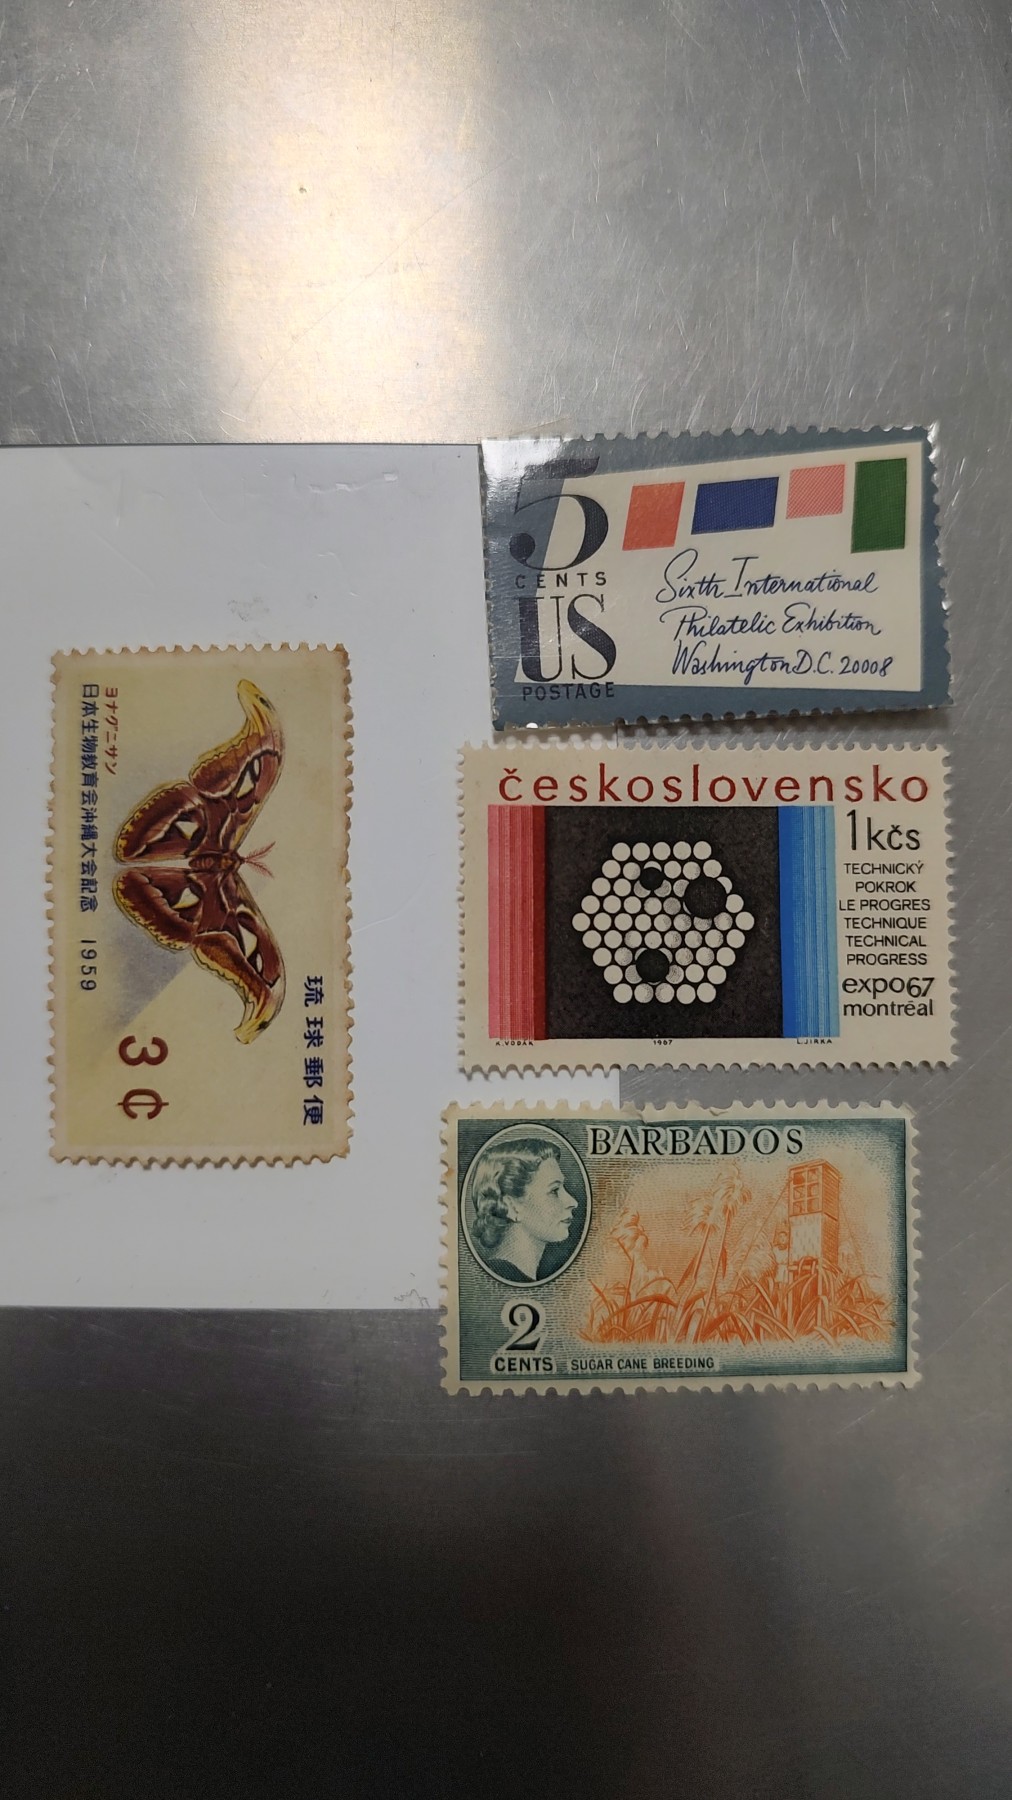 5
CENTS
US
POSTAGE
Sixth International
Philatelic Exhibition
Washington D.C. 20008
československo
1kčs
TECHNICKÝ
POKROK
LE PROGRES
TECHNIQUE
TECHNICAL
PROGRESS
expo67
montréal
K. VODÁK
1967
L. JIRKA
BARBADOS
2
CENTS
SUGAR CANE BREEDING
琉球郵便
3¢
ヨナグニサン
日本生物教育会沖縄大会記念 1959